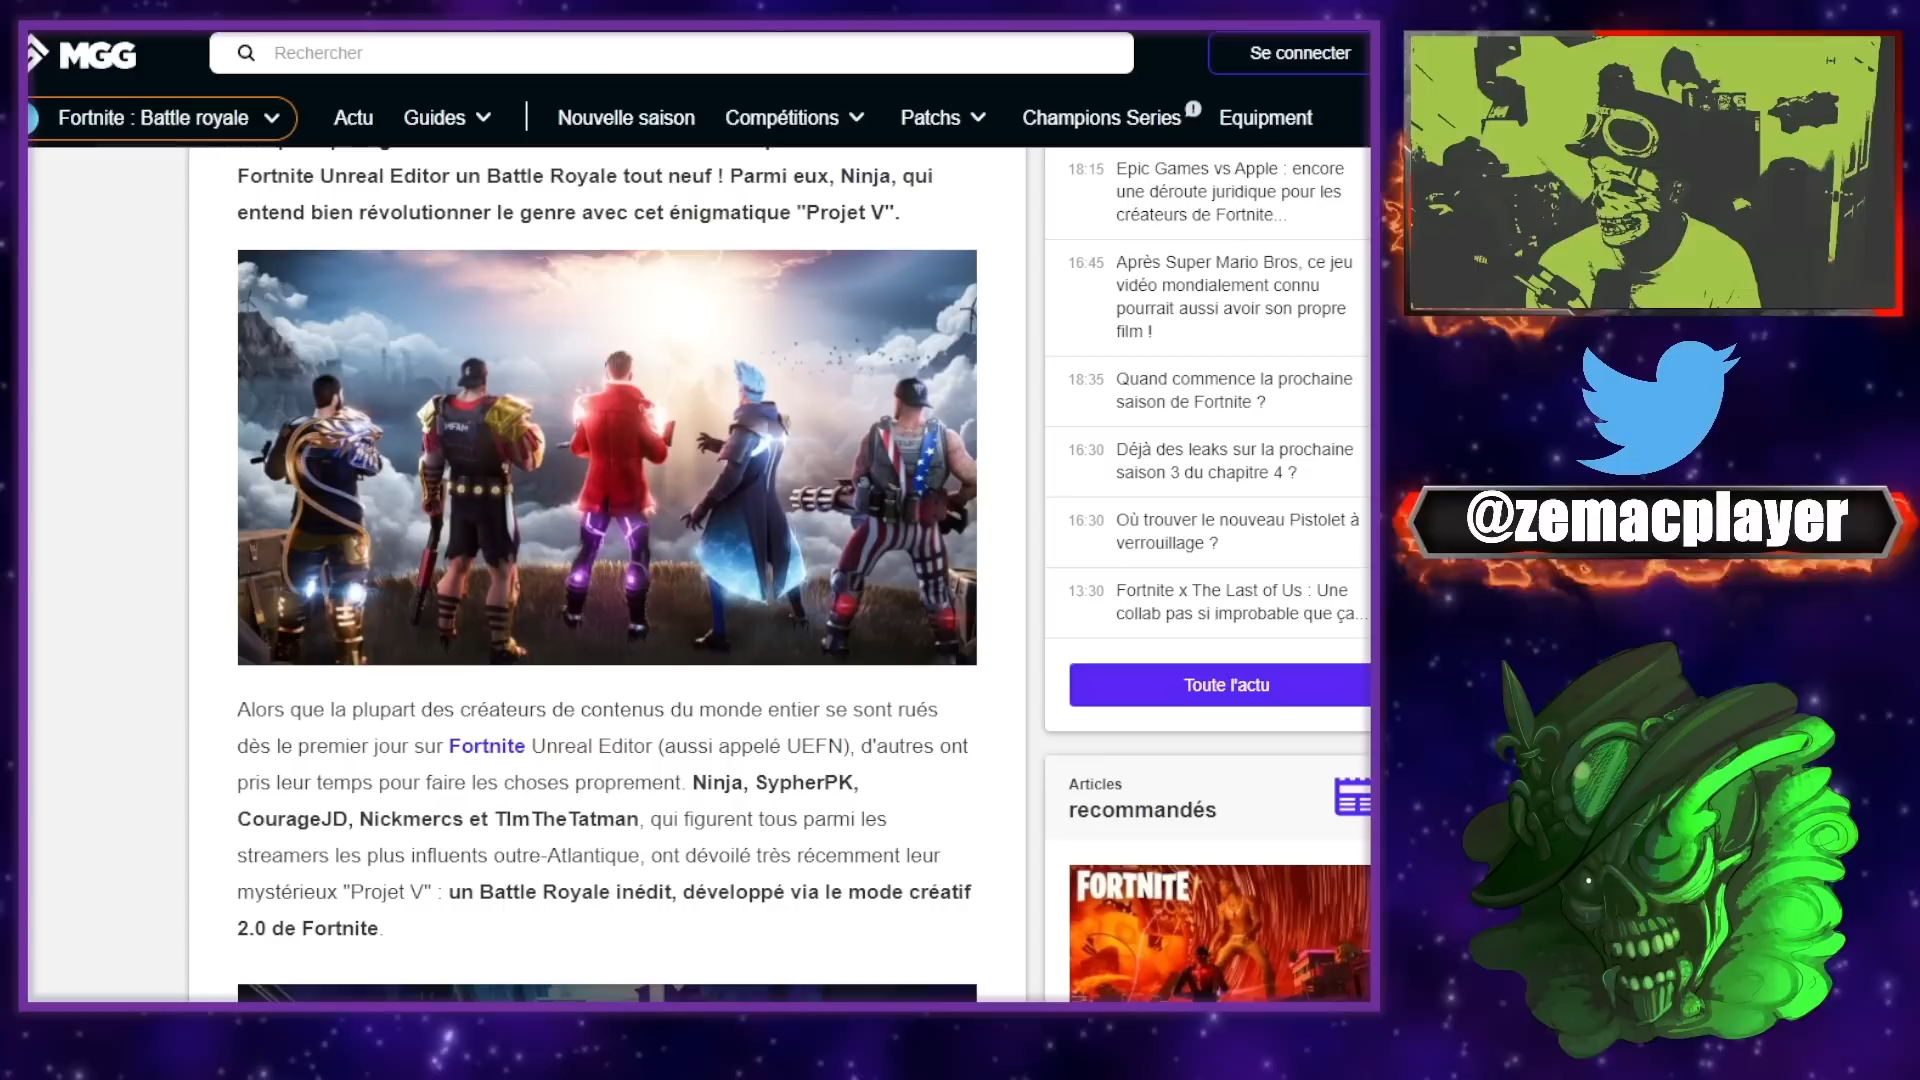 MGG
Rechercher
Se connecter
Fortnite : Battle royale
Actu
Guides
Nouvelle saison
Compétitions
Patchs
Champions Series
Equipment
Fortnite Unreal Editor un Battle Royale tout neuf ! Parmi eux, Ninja, qui
entend bien révolutionner le genre avec cet énigmatique "Projet V".
Alors que la plupart des créateurs de contenus du monde entier se sont rués
dès le premier jour sur Fortnite Unreal Editor (aussi appelé UEFN), d'autres ont
pris leur temps pour faire les choses proprement. Ninja, SypherPK,
CourageJD, Nickmercs et TImTheTatman, qui figurent tous parmi les
streamers les plus influents outre-Atlantique, ont dévoilé très récemment leur
mystérieux "Projet V" : un Battle Royale inédit, développé via le mode créatif
2.0 de Fortnite.
18:15 Epic Games vs Apple : encore
une déroute juridique pour les
créateurs de Fortnite...
16:45 Après Super Mario Bros, ce jeu
vidéo mondialement connu
pourrait aussi avoir son propre
film !
18:35 Quand commence la prochaine
saison de Fortnite ?
16:30 Déjà des leaks sur la prochaine
saison 3 du chapitre 4 ?
16:30 Où trouver le nouveau Pistolet à
verrouillage ?
13:30 Fortnite x The Last of Us : Une
collab pas si improbable que ça...
Toute l'actu
Articles
recommandés
FORTNITE
@zemacplayer